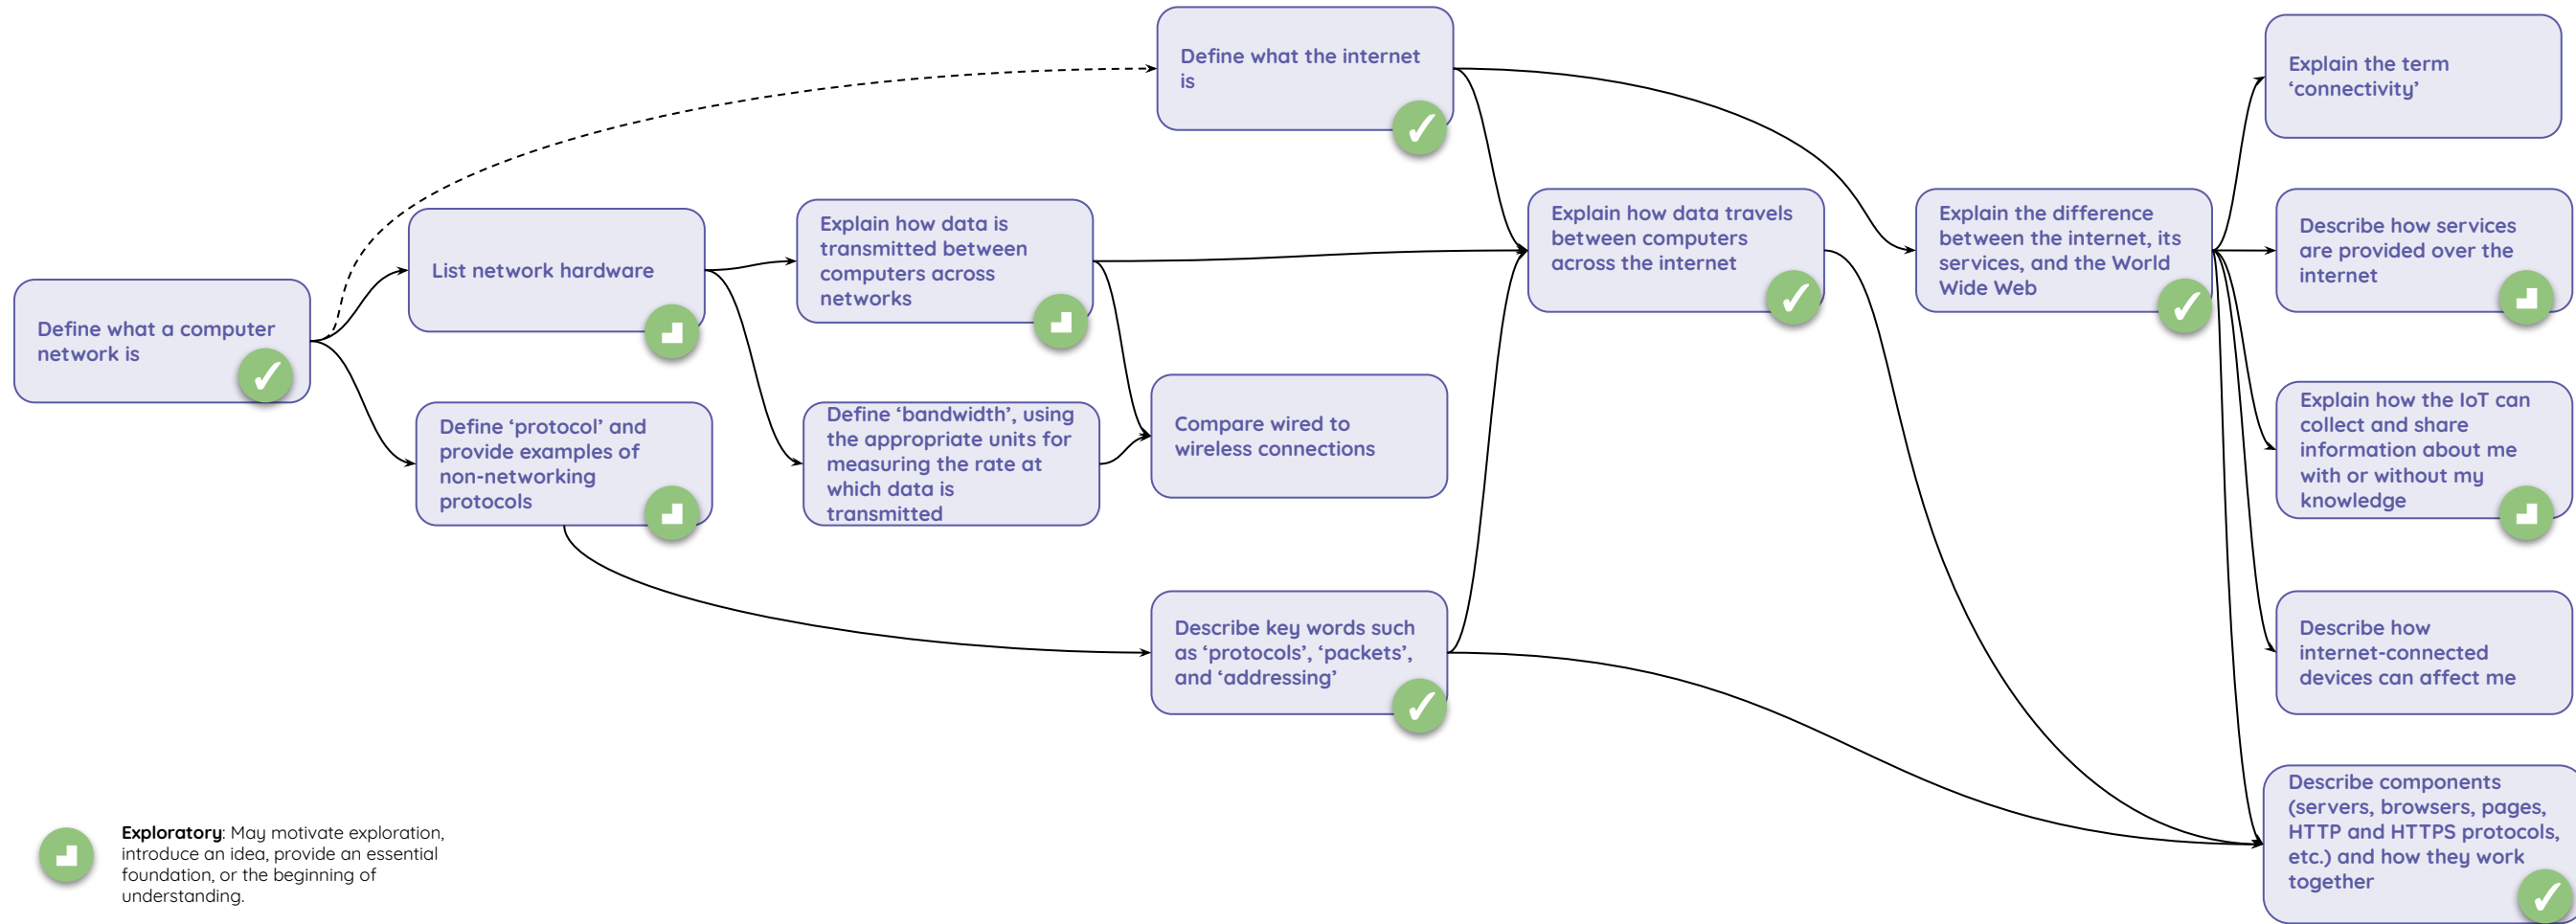 Define what a computer
network is
List network hardware
Define ‘protocol’ and
provide examples of
non-networking
protocols
Explain how data is
transmitted between
computers across
networks
Define ‘bandwidth’, using
the appropriate units for
measuring the rate at
which data is
transmitted
Define what the internet
is
Compare wired to
wireless connections
Describe key words such
as ‘protocols’, ‘packets’,
and ‘addressing’
Explain how data travels
between computers
across the internet
Explain the difference
between the internet, its
services, and the World
Wide Web
Explain the term
‘connectivity’
Describe how services
are provided over the
internet
Explain how the IoT can
collect and share
information about me
with or without my
knowledge
Describe how
internet-connected
devices can affect me
Describe components
(servers, browsers, pages,
HTTP and HTTPS protocols,
etc.) and how they work
together
Exploratory: May motivate exploration,
introduce an idea, provide an essential
foundation, or the beginning of
understanding.